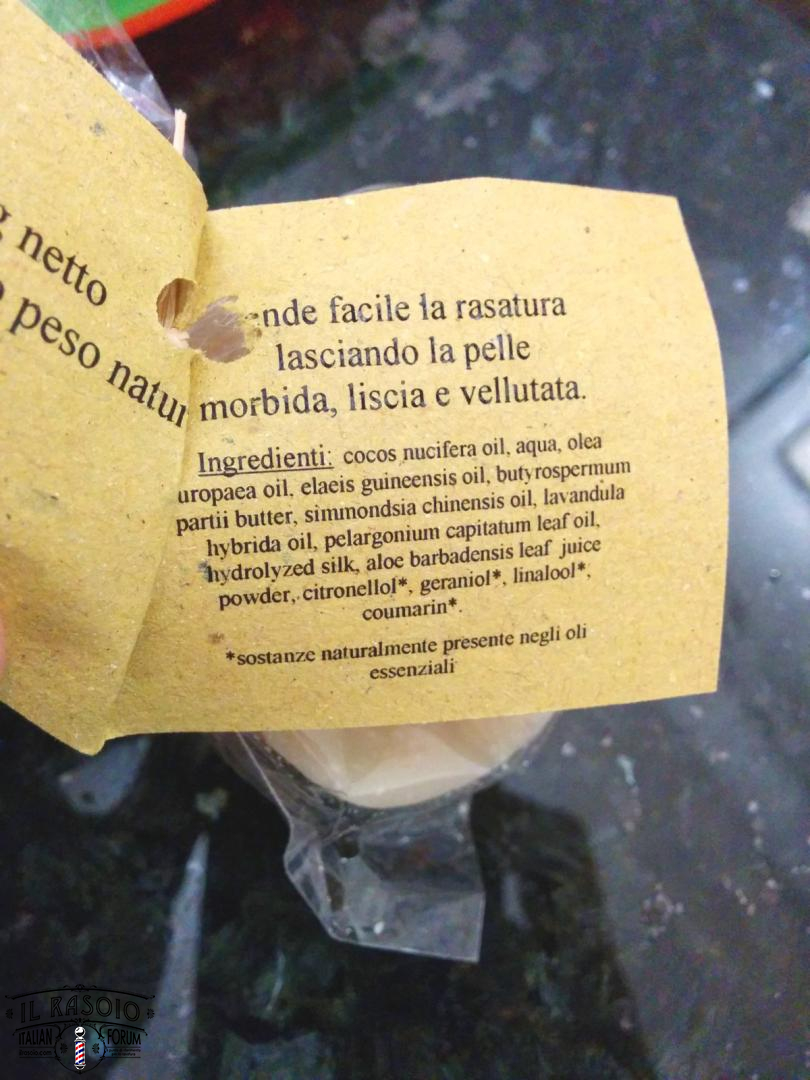 g netto
peso natur
nde facile la rasatura
lasciando la pelle
morbida, liscia e vellutata.
Ingredienti: cocos nucifera oil, aqua, olea
uropaea oil, elaeis guineensis oil, butyrospermum
partii butter, simmondsia chinensis oil, lavandula
hybrida oil, pelargonium capitatum leaf oil,
hydrolyzed silk, aloe barbadensis leaf juice
powder, citronellol*, geraniol*, linalool*,
coumarin*.
*sostanze naturalmente presente negli oli
essenziali
IL RASOIO
ITALIAN FORUM